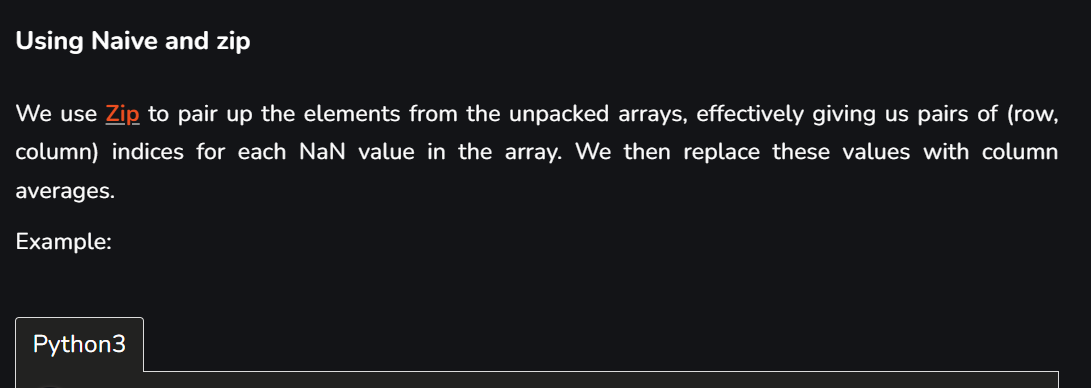 Using Naive and zip
We use Zip to pair up the elements from the unpacked arrays, effectively giving us pairs of (row,
column) indices for each NaN value in the array. We then replace these values with column
averages.
Example:
Python3